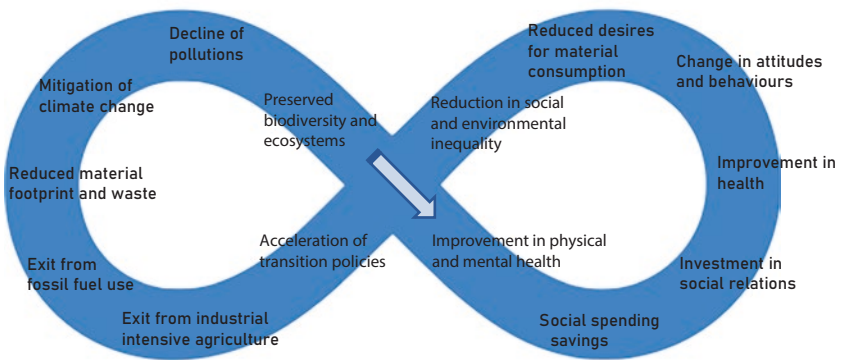 Decline of
pollutions
Mitigation of
climate change
Preserved
biodiversity and
ecosystems
Reduced material
footprint and waste
Acceleration of
transition policies
Exit from
fossil fuel use
Exit from industrial
intensive agriculture
Reduced desires
for material
consumption
Change in attitudes
and behaviours
Reduction in social
and environmental
inequality
Improvement in
health
Improvement in physical
and mental health
Investment in
social relations
Social spending
savings